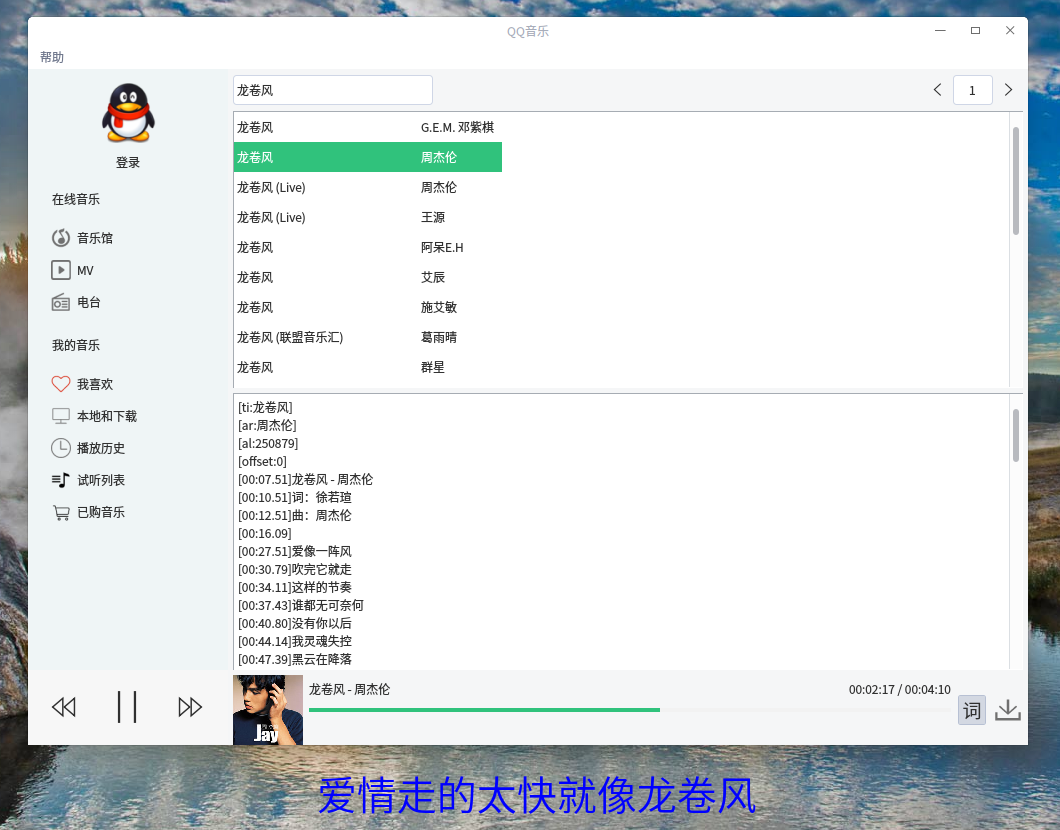 QQ音乐
帮助
登录
在线音乐
音乐馆
MV
电台
我的音乐
我喜欢
本地和下载
播放历史
试听列表
已购音乐
龙卷风
1
龙卷风 G.E.M. 邓紫棋
龙卷风 周杰伦
龙卷风 (Live) 周杰伦
龙卷风 (Live) 王源
龙卷风 阿呆E.H
龙卷风 艾辰
龙卷风 施艾敏
龙卷风 (联盟音乐汇) 葛雨晴
龙卷风 群星
[ti:龙卷风]
[ar:周杰伦]
[al:250879]
[offset:0]
[00:07.51]龙卷风 - 周杰伦
[00:10.51]词：徐若瑄
[00:12.51]曲：周杰伦
[00:16.09]
[00:27.51]爱像一阵风
[00:30.79]吹完它就走
[00:34.11]这样的节奏
[00:37.43]谁都无可奈何
[00:40.80]没有你以后
[00:44.14]我灵魂失控
[00:47.39]黑云在降落
Jay
龙卷风 - 周杰伦
00:02:17 / 00:04:10
词
爱情走的太快就像龙卷风